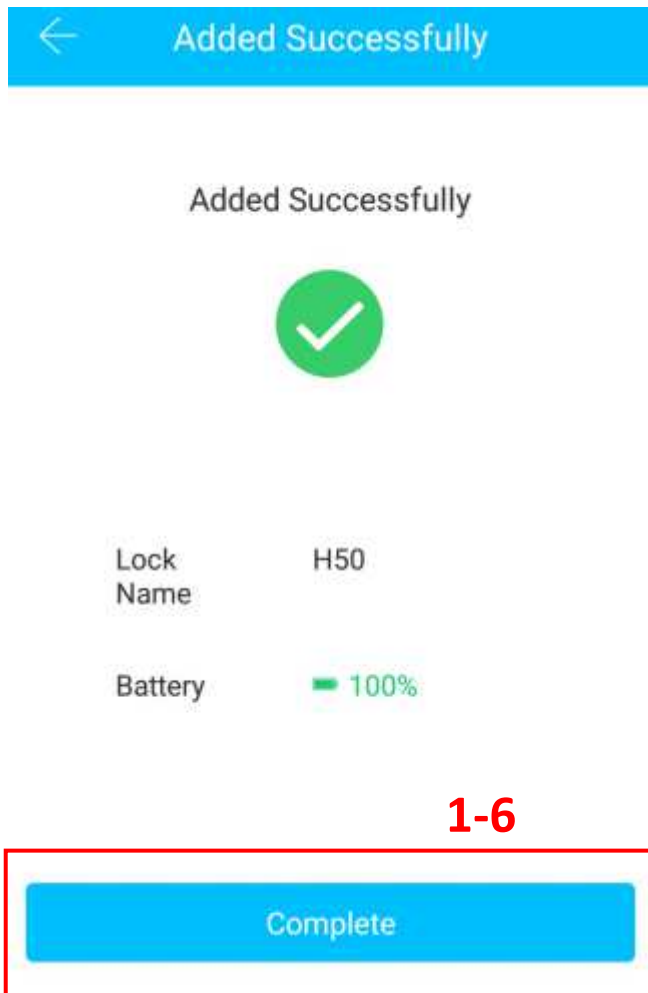 Added Successfully
Added Successfully
Lock H50
Name
Battery 100%
1-6
Complete